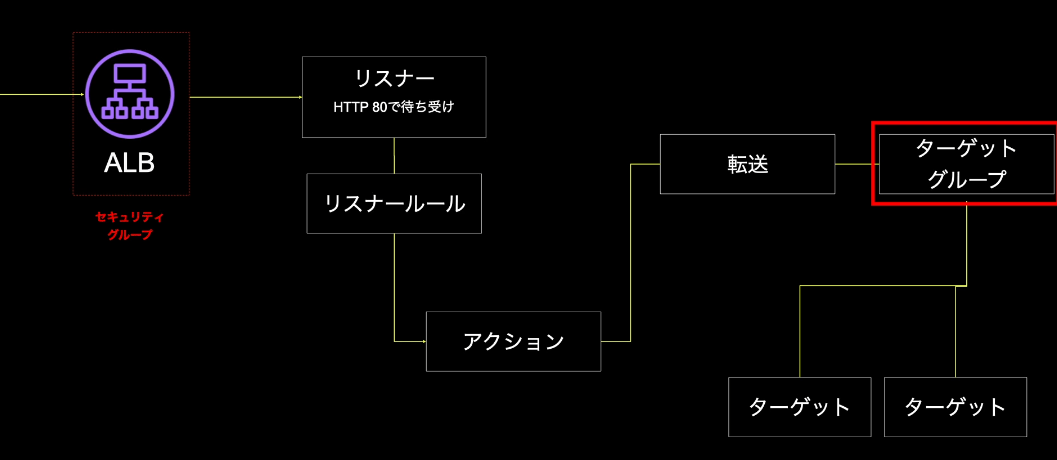 ALB
セキュリティ
グループ
リスナー
HTTP 80で待ち受け
リスナールール
アクション
転送
ターゲット
グループ
ターゲット
ターゲット